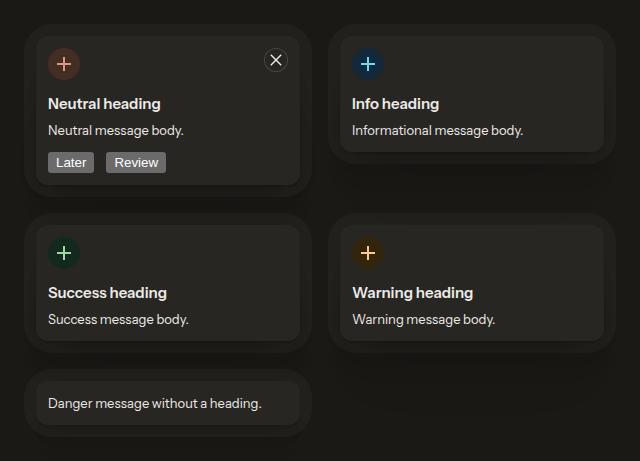 Neutral heading
Neutral message body.
Later
Review
Info heading
Informational message body.
Success heading
Success message body.
Warning heading
Warning message body.
Danger message without a heading.